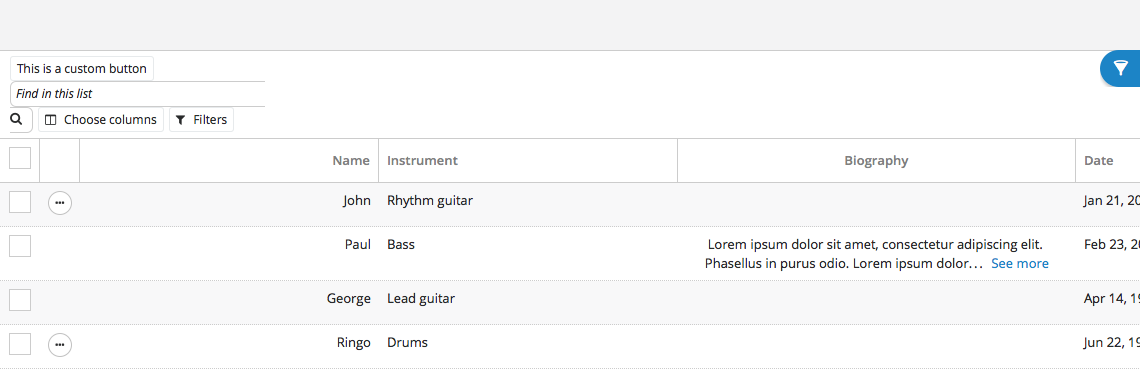 This is a custom button
Find in this list
Choose columns Filters
Name Instrument Biography Date
John Rhythm guitar Jan 21, 20
Paul Bass Lorem ipsum dolor sit amet, consectetur adipiscing elit. Feb 23, 20
Phasellus in purus odio. Lorem ipsum dolor... See more
George Lead guitar Apr 14, 19
Ringo Drums Jun 22, 19